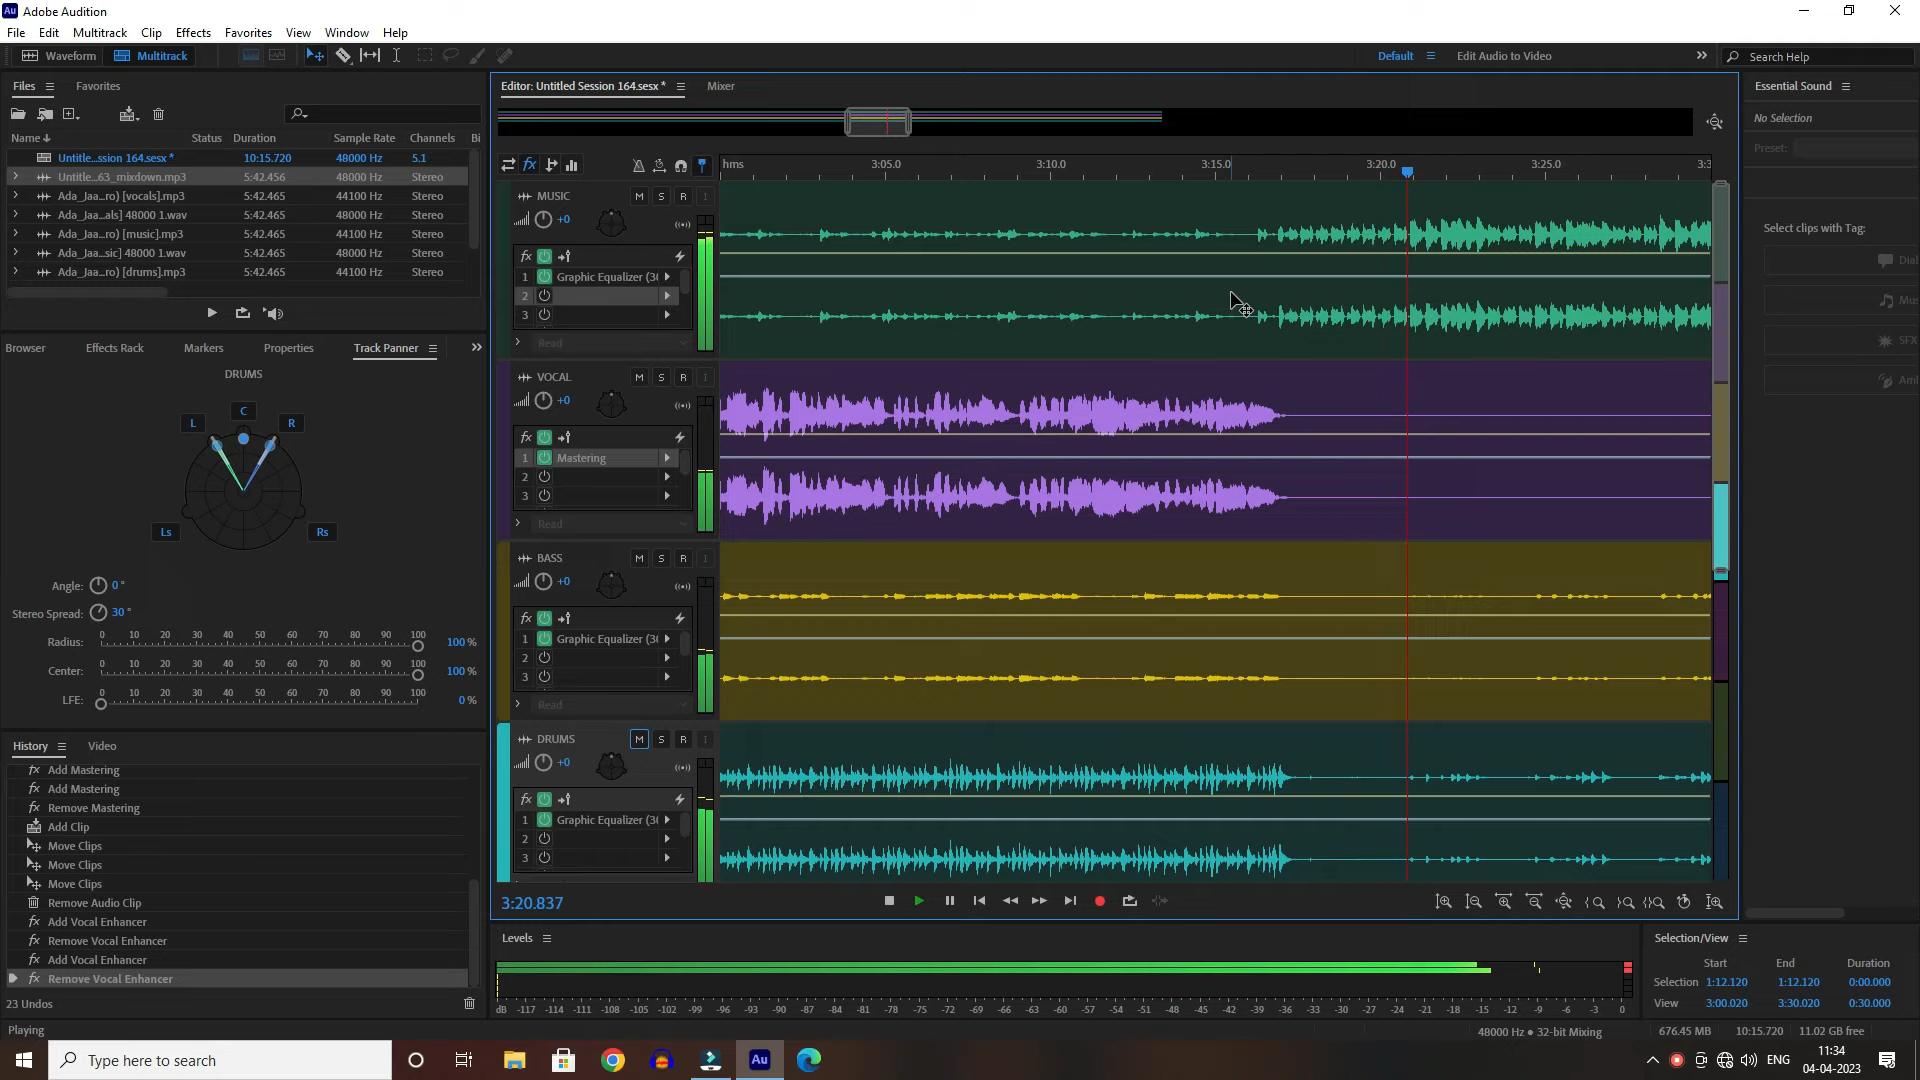 Au Adobe Audition
File Edit Multitrack Clip Effects Favorites View Window Help
Waveform Multitrack Default Edit Audio to Video Search Help
Files Favorites
Name Status Duration Sample Rate Channels Bi
Untitle...ssion 164.sesx * 10:15.720 48000 Hz 5.1
Untitle...63_mixdown.mp3 5:42.456 48000 Hz Stereo
Ada_Jaa...ro) [vocals].mp3 5:42.465 44100 Hz Stereo
Ada_Jaa...als] 48000 1.wav 5:42.465 48000 Hz Stereo
Ada_Jaa...ro) [music].mp3 5:42.465 44100 Hz Stereo
Ada_Jaa...sic] 48000 1.wav 5:42.465 48000 Hz Stereo
Ada_Jaa...ro) [drums].mp3 5:42.465 44100 Hz Stereo
Browser Effects Rack Markers Properties Track Panner
DRUMS
C
L R
Ls Rs
Angle: 0 °
Stereo Spread: 30 °
0 10 20 30 40 50 60 70 80 90 100
Radius: 100 %
0 10 20 30 40 50 60 70 80 90 100
Center: 100 %
0 10 20 30 40 50 60 70 80 90 100
LFE: 0 %
History Video
fx Add Mastering
fx Add Mastering
fx Remove Mastering
Add Clip
Move Clips
Move Clips
Move Clips
Remove Audio Clip
fx Add Vocal Enhancer
fx Remove Vocal Enhancer
fx Add Vocal Enhancer
fx Remove Vocal Enhancer
23 Undos
Playing
Editor: Untitled Session 164.sesx * Mixer
fx hms 3:05.0 3:10.0 3:15.0 3:20.0 3:25.0 3:3
MUSIC M S R I
+0
fx
1 Graphic Equalizer (30
2
3
Read
VOCAL M S R I
+0
fx
1 Mastering
2
3
Read
BASS M S R I
+0
fx
1 Graphic Equalizer (30
2
3
Read
DRUMS M S R I
+0
fx
1 Graphic Equalizer (30
2
3
3:20.837
Levels
dB -117 -114 -111 -108 -105 -102 -99 -96 -93 -90 -87 -84 -81 -78 -75 -72 -69 -66 -63 -60 -57 -54 -51 -48 -45 -42 -39 -36 -33 -30 -27 -24 -21 -18 -15 -12 -9 -6 -3 0
Essential Sound
No Selection
Preset:
Select clips with Tag:
Dial
Mus
SFX
Aml
Selection/View
Start End Duration
Selection 1:12.120 1:12.120 0:00.000
View 3:00.020 3:30.020 0:30.000
48000 Hz ● 32-bit Mixing 676.45 MB 10:15.720 11.02 GB free
Type here to search Au ENG 11:34
04-04-2023